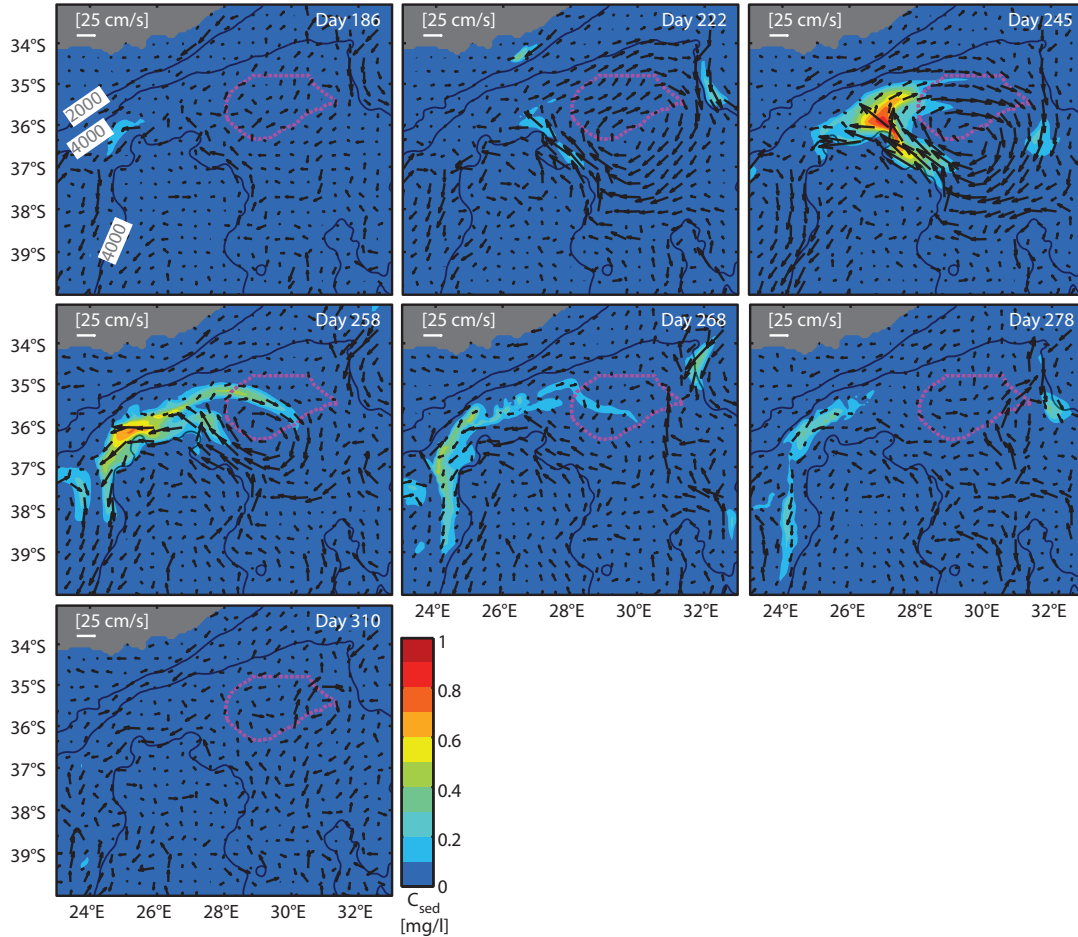 [25 cm/s] Day 186
[25 cm/s] Day 222
[25 cm/s] Day 245
34°S
35°S
36°S
37°S
38°S
39°S
2000
4000
4000
[25 cm/s] Day 258
[25 cm/s] Day 268
[25 cm/s] Day 278
34°S
35°S
36°S
37°S
38°S
39°S
24°E 26°E 28°E 30°E 32°E
24°E 26°E 28°E 30°E 32°E
[25 cm/s] Day 310
34°S
35°S
36°S
37°S
38°S
39°S
24°E 26°E 28°E 30°E 32°E
1
0.8
0.6
0.4
0.2
0
C_sed
[mg/l]